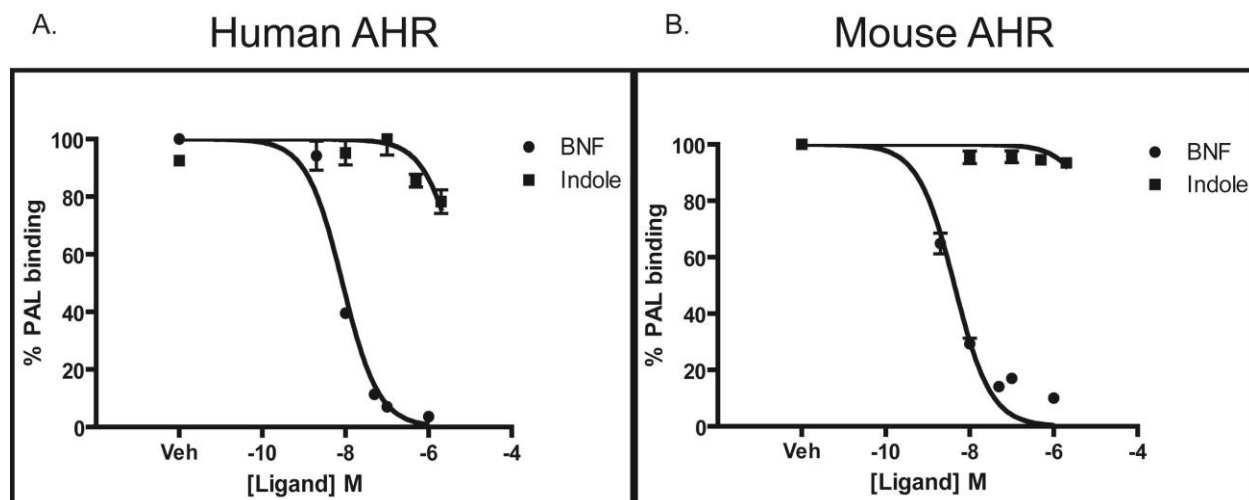 A.
Human AHR
% PAL binding
100
80
60
40
20
0
Veh
-10
-8
-6
-4
[Ligand] M
BNF
Indole
B.
Mouse AHR
% PAL binding
100
80
60
40
20
0
Veh
-10
-8
-6
-4
[Ligand] M
BNF
Indole